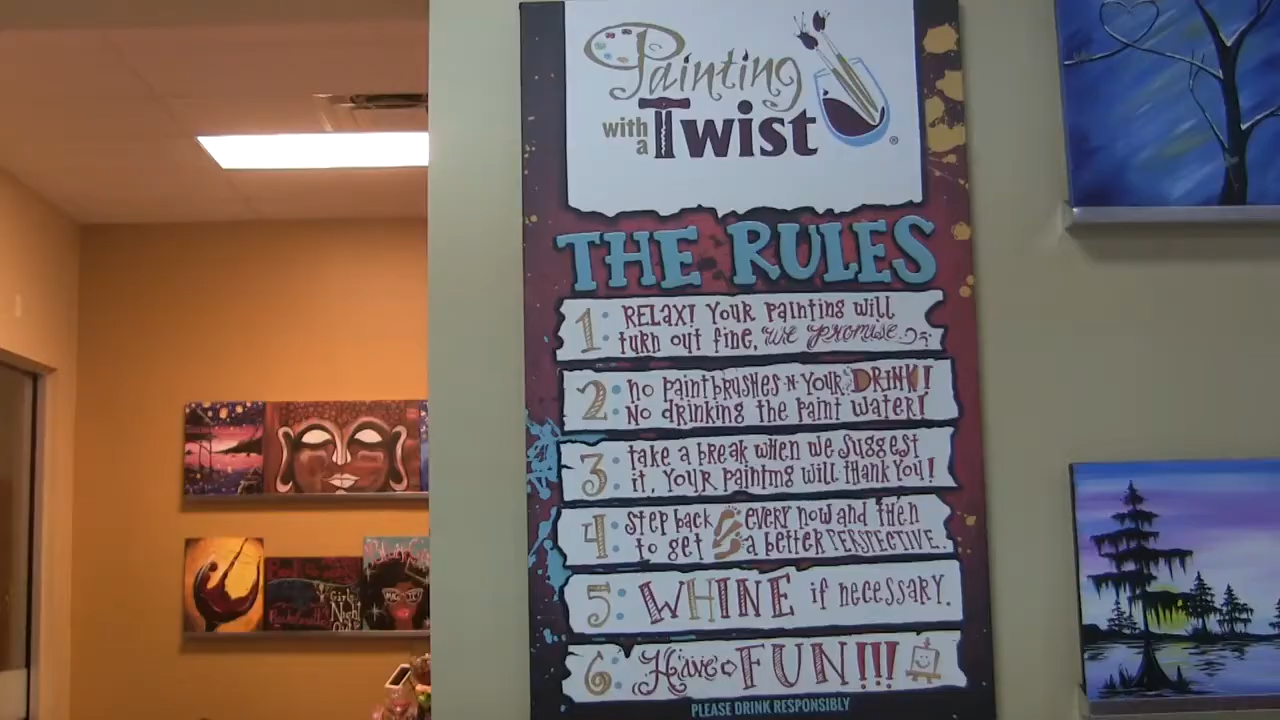 Painting
with a Twist®
THE RULES
1: RELAX! YOUR PAINTING WILL
TURN OUT FINE, WE PROMISE.
2: NO PAINTBRUSHES N YOUR DRINK!
NO DRINKING THE PAINT WATER!
3: TAKE A BREAK WHEN WE SUGGEST
IT, YOUR PAINTING WILL THANK YOU!
4: STEP BACK EVERY NOW AND THEN
TO GET A BETTER PERSPECTIVE.
5: WHINE IF NECESSARY.
6: HAVE FUN!!!
PLEASE DRINK RESPONSIBLY
Girls
Night